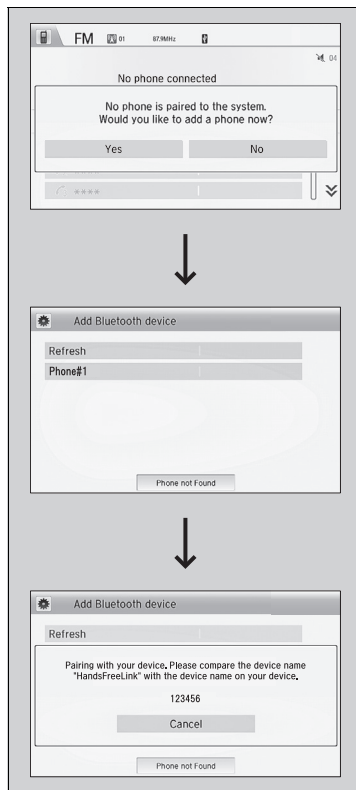 FM 01 87.9MHz
04
No phone connected
No phone is paired to the system.
Would you like to add a phone now?
Yes No
****
Add Bluetooth device
Refresh
Phone#1
Phone not Found
Add Bluetooth device
Refresh
Pairing with your device. Please compare the device name
"HandsFreeLink" with the device name on your device.
123456
Cancel
Phone not Found